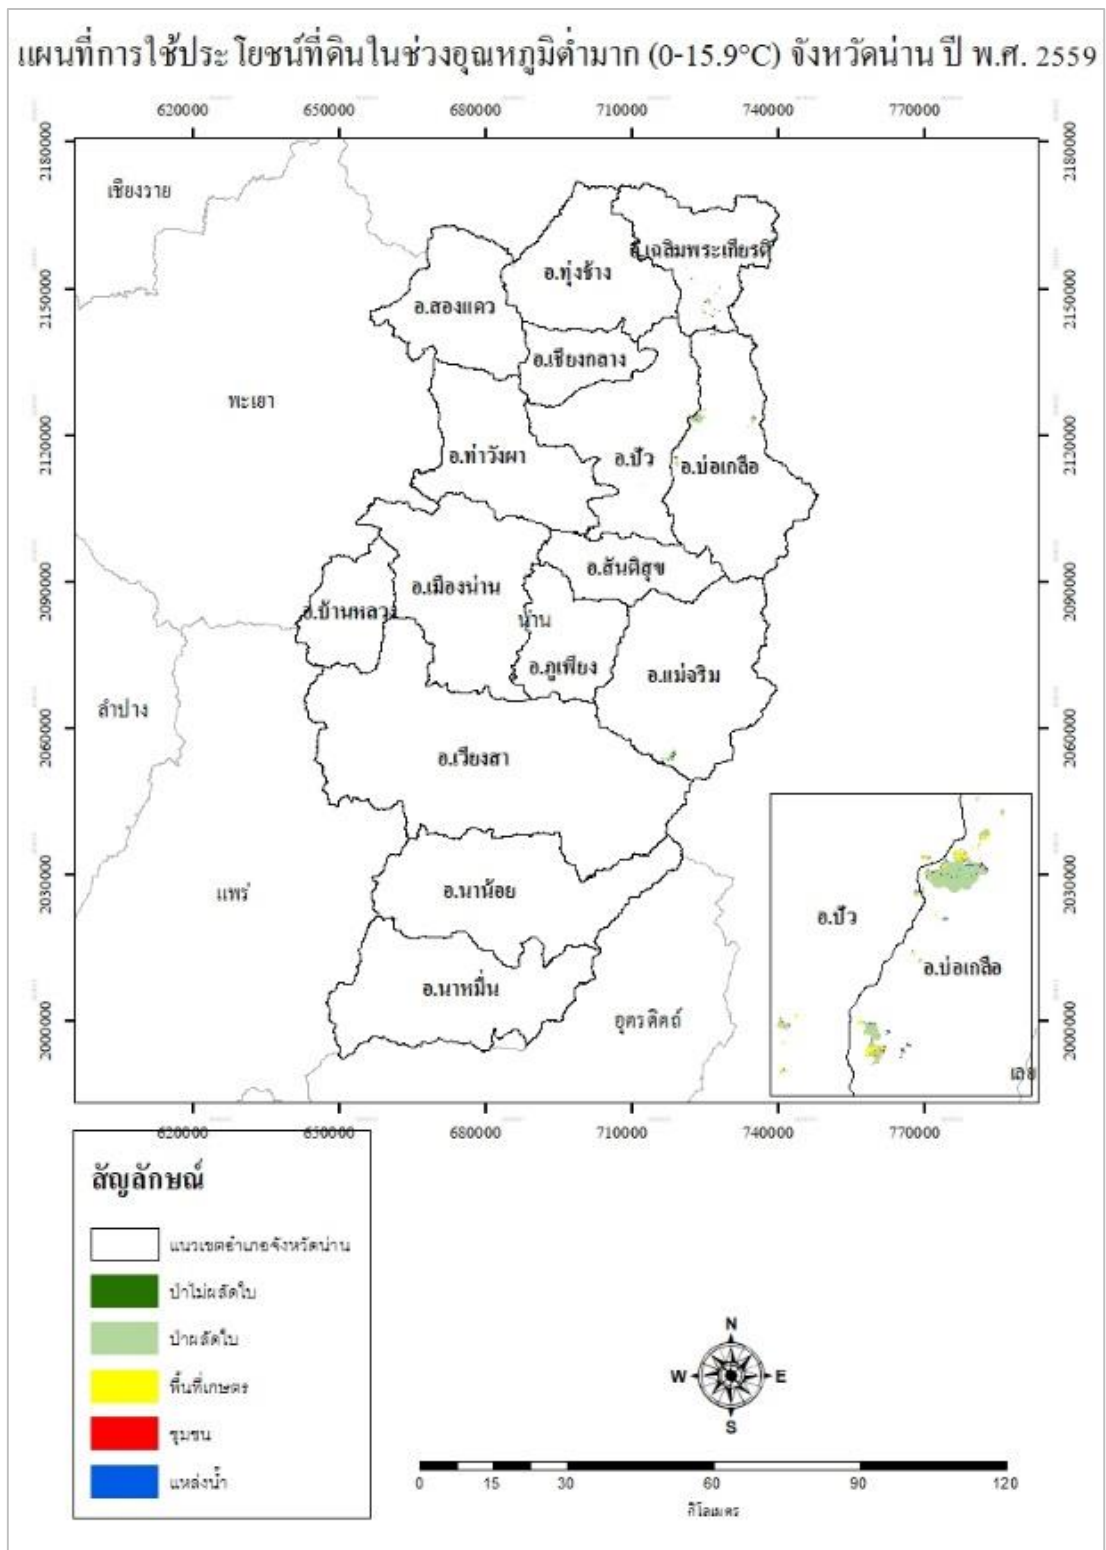 แผนที่การใช้ประโยชน์ที่ดินในช่วงอุณหภูมิต่ำมาก (0-15.9°C) จังหวัดน่าน ปี พ.ศ. 2559
620000 650000 680000 710000 740000 770000
2180000 2180000
เชียงราย
อ.เฉลิมพระเกียรติ
อ.ทุ่งช้าง
2150000 2150000
อ.สองแคว
อ.เชียงกลาง
พะเยา
2120000 2120000
อ.ท่าวังผา อ.ปัว อ.บ่อเกลือ
อ.สันติสุข
2090000 2090000
อ.เมืองน่าน
อ.บ้านหลวง น่าน
อ.ภูเพียง อ.แม่จริม
ลำปาง
2060000 2060000
อ.เวียงสา
2030000 2030000
แพร่ อ.นาน้อย
อ.ปัว
อ.บ่อเกลือ
อ.นาหมื่น
2000000 2000000
อุตรดิตถ์
เลย
620000 650000 680000 710000 740000 770000
สัญลักษณ์
แนวเขตอำเภอจังหวัดน่าน
ป่าไม่ผลัดใบ
ป่าผลัดใบ
พื้นที่เกษตร
ชุมชน
แหล่งน้ำ
N
W E
S
0 15 30 60 90 120
กิโลเมตร